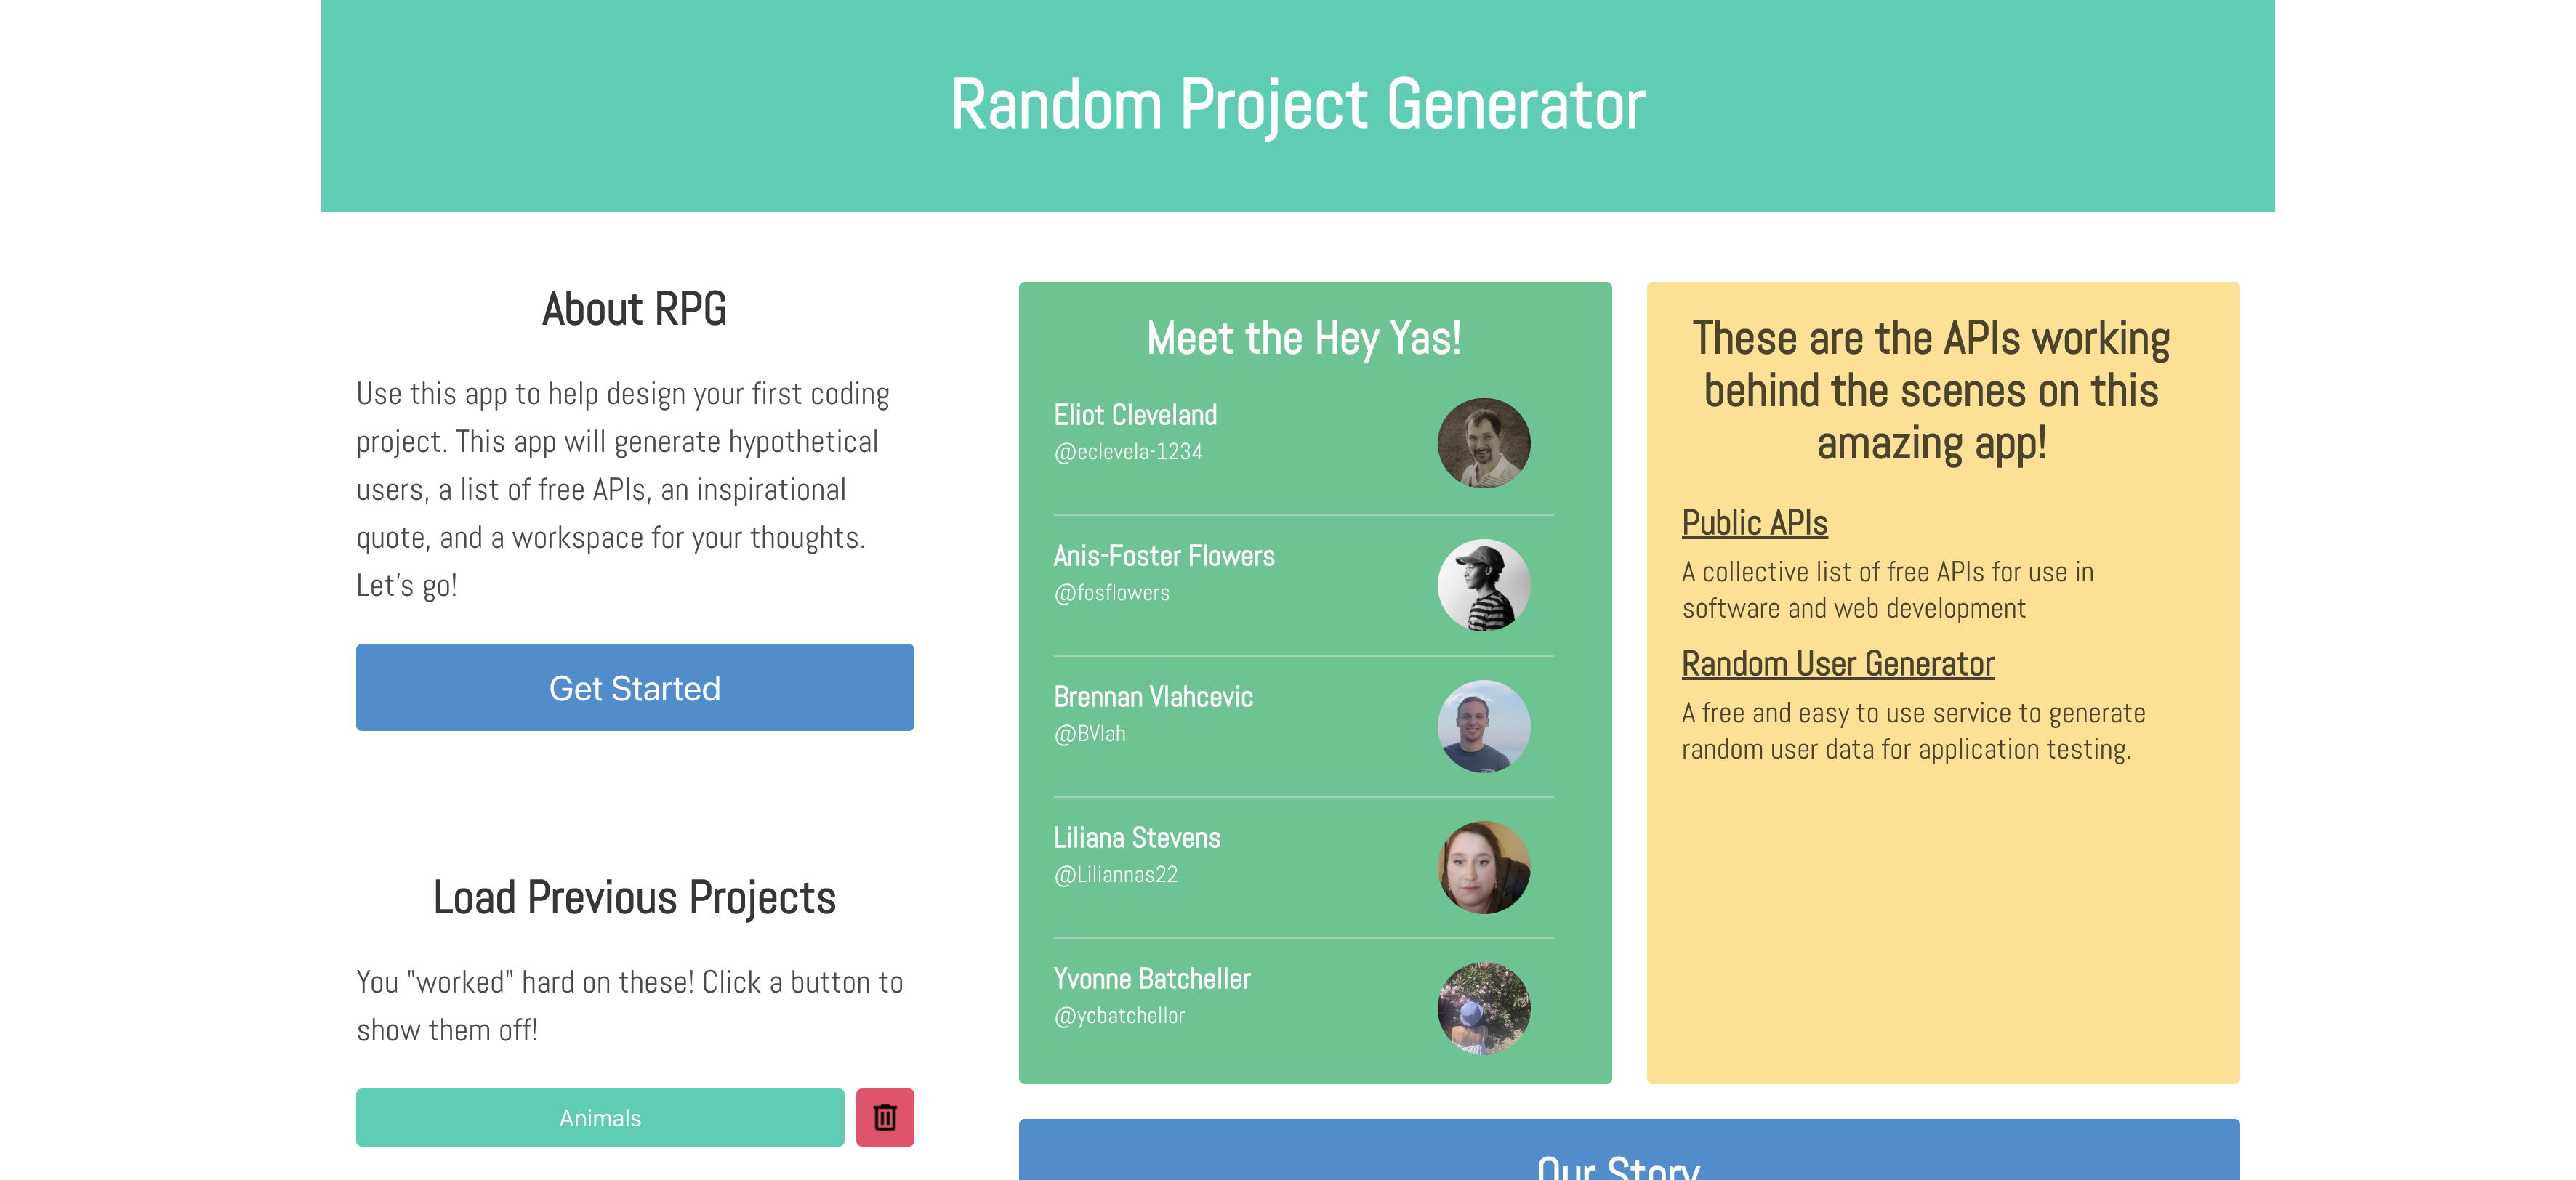 Random Project Generator
About RPG
Use this app to help design your first coding
project. This app will generate hypothetical
users, a list of free APIs, an inspirational
quote, and a workspace for your thoughts.
Let's go!
Get Started
Load Previous Projects
You "worked" hard on these! Click a button to
show them off!
Animals
Meet the Hey Yas!
Eliot Cleveland
@eclevela-1234
Anis-Foster Flowers
@fosflowers
Brennan Vlahcevic
@BVlah
Liliana Stevens
@Liliannas22
Yvonne Batcheller
@ycbatchellor
These are the APIs working
behind the scenes on this
amazing app!
Public APIs
A collective list of free APIs for use in
software and web development
Random User Generator
A free and easy to use service to generate
random user data for application testing.
Our Story